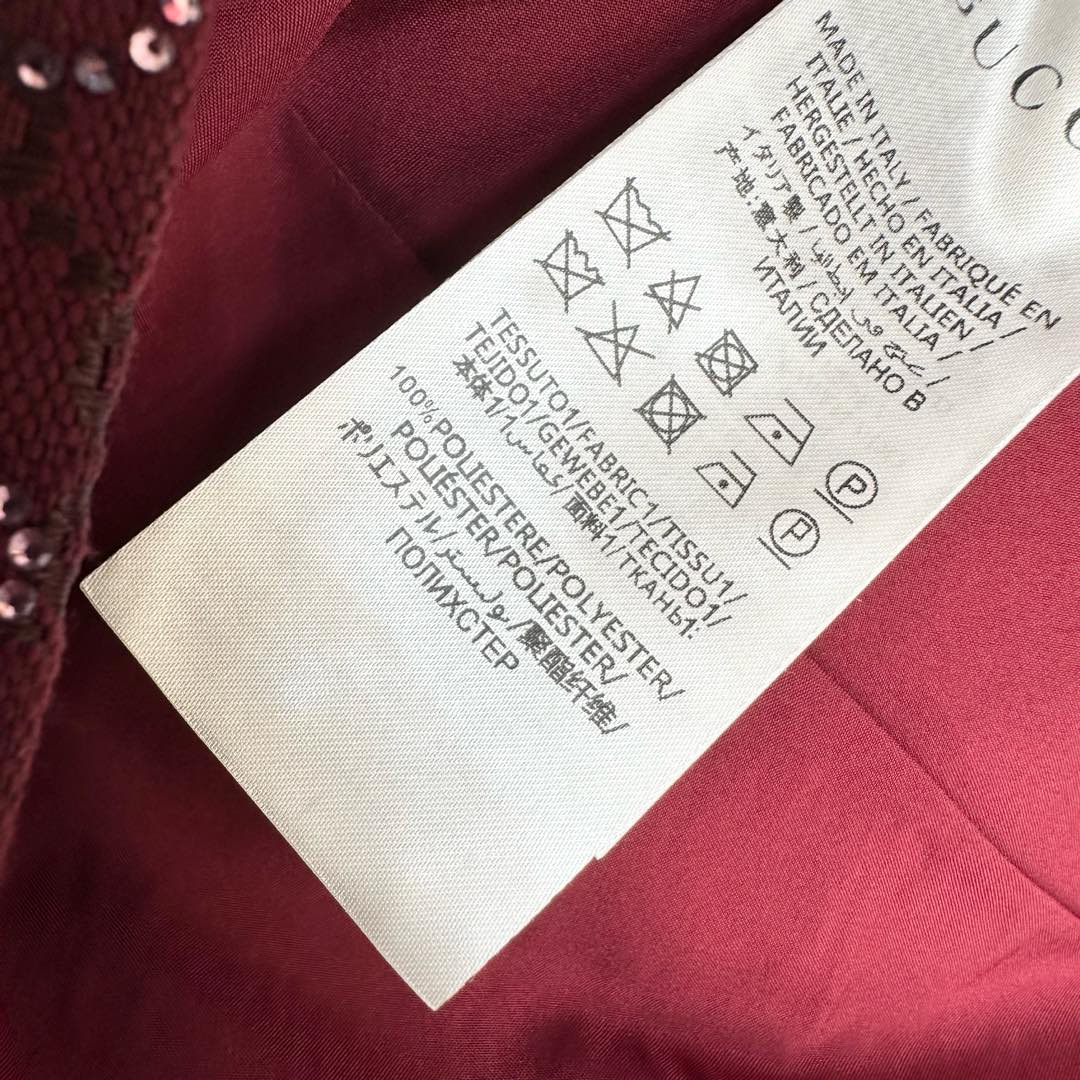 GUCC
MADE IN ITALY / FABRIQUÉ EN
ITALIE / HECHO EN ITALIA /
HERGESTELLT IN ITALIEN /
FABRICADO EM ITALIA /
イタリア製 / صنع في إيطاليا /
产地:意大利 / СДЕЛАНО В
ИТАЛИИ
P
P
TESSUTO1/FABRIC1/TISSU1/
TEJIDO1/GEWEBE1/TECIDO1/
本体1/قماش1/面料1/ТКАНЬ1:
100%POLIESTERE/POLYESTER/
POLIÉSTER/POLIESTER/
ポリエステル/بوليستر/聚酯纤维/
ПОЛИХСТЕР